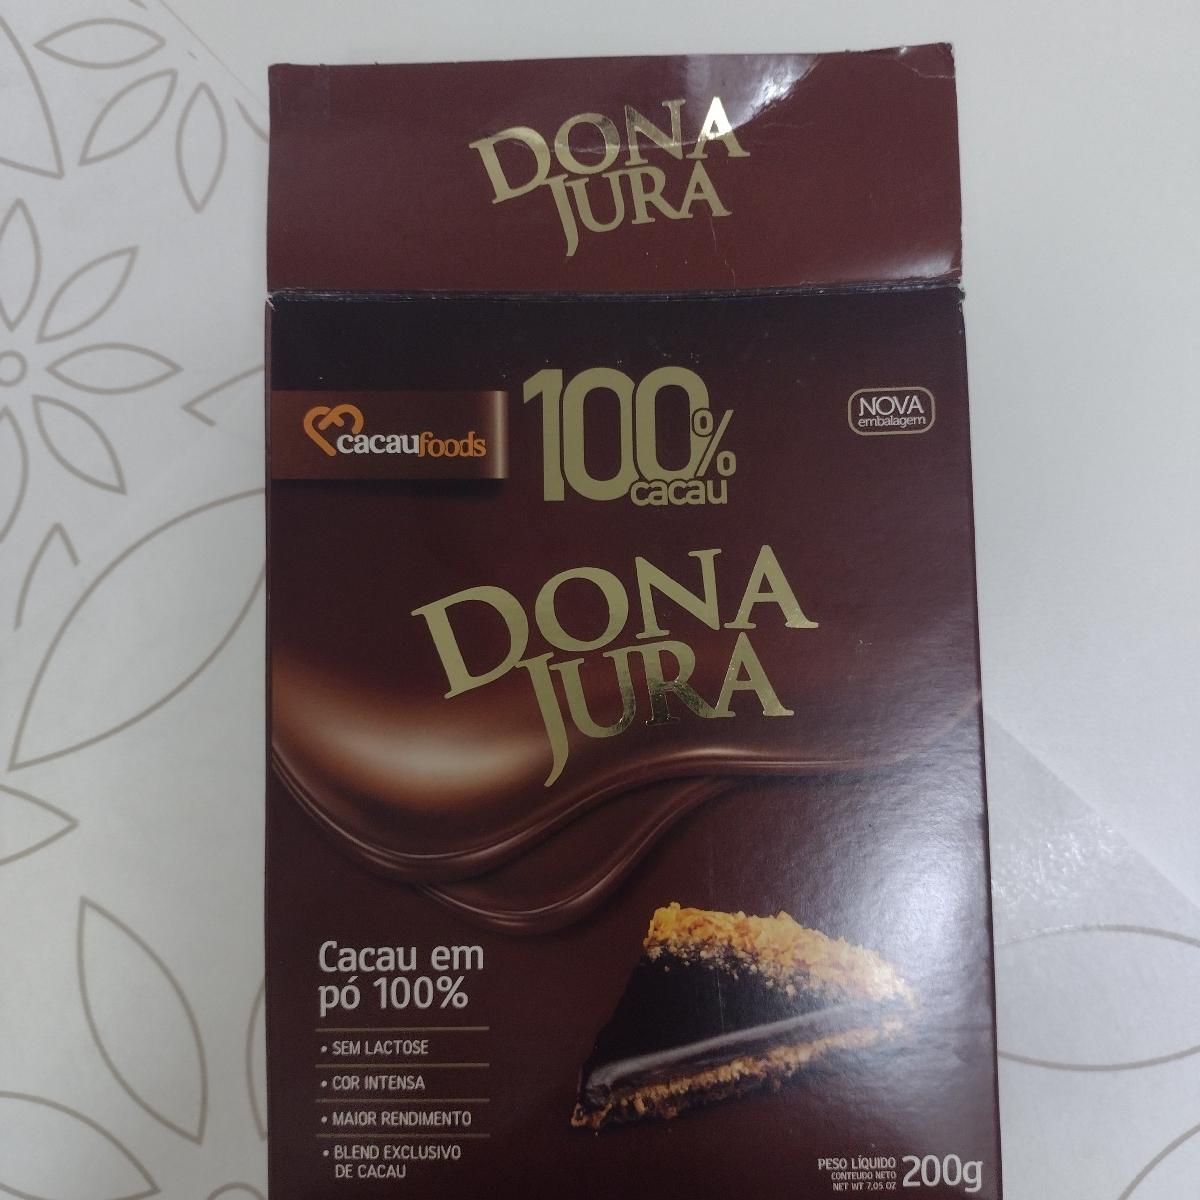 DONA
JURA
cacaufoods
100%
cacau
NOVA
embalagem
DONA
JURA
Cacau em
pó 100%
• SEM LACTOSE
• COR INTENSA
• MAIOR RENDIMENTO
• BLEND EXCLUSIVO
DE CACAU
PESO LÍQUIDO
CONTEUDO NETO
NET WT 7,05 OZ
200g